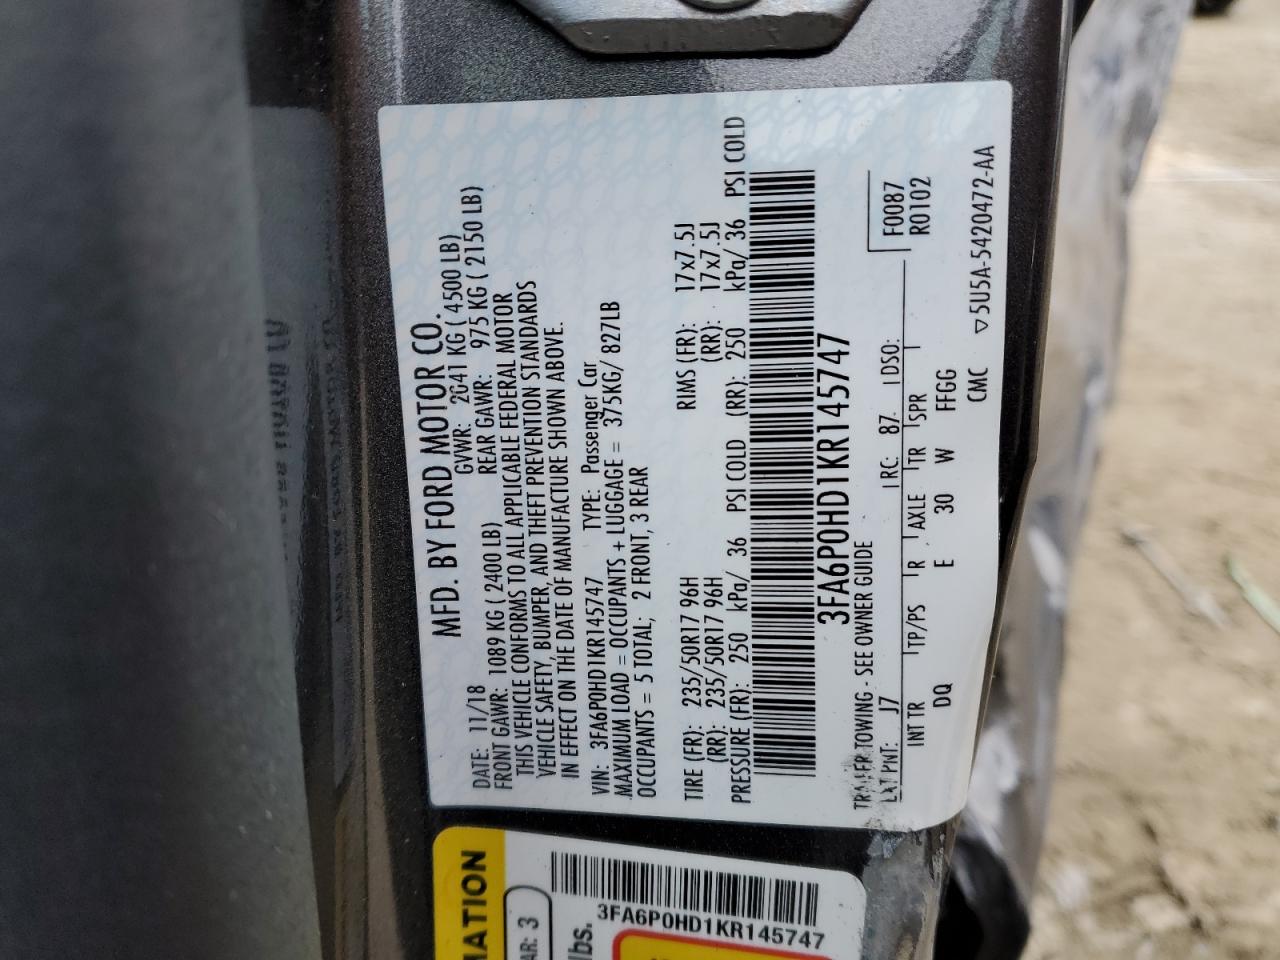 MFD. BY FORD MOTOR CO.
DATE: 11/18 GVWR: 2041 KG ( 4500 LB)
FRONT GAWR: 1089 KG ( 2400 LB) REAR GAWR: 975 KG ( 2150 LB)
THIS VEHICLE CONFORMS TO ALL APPLICABLE FEDERAL MOTOR
VEHICLE SAFETY, BUMPER, AND THEFT PREVENTION STANDARDS
IN EFFECT ON THE DATE OF MANUFACTURE SHOWN ABOVE.
VIN: 3FA6P0HD1KR145747 TYPE: Passenger Car
MAXIMUM LOAD = OCCUPANTS + LUGGAGE = 375KG/ 827LB
OCCUPANTS = 5 TOTAL; 2 FRONT, 3 REAR
TIRE (FR): 235/50R17 96H RIMS (FR): 17x7.5J
(RR): 235/50R17 96H (RR): 17x7.5J
PRESSURE (FR): 250 kPa/ 36 PSI COLD (RR): 250 kPa/ 36 PSI COLD
3FA6P0HD1KR145747
TRAILER TOWING - SEE OWNER GUIDE
F0087
R0102
EXT PNT: J7 RC: 87 DSO:
INT TR TP/PS R AXLE TR SPR
DQ E 30 W FFGG
CMC ▽5U5A-5420472-AA
MATION
AR: 3
lbs.
3FA6P0HD1KR145747